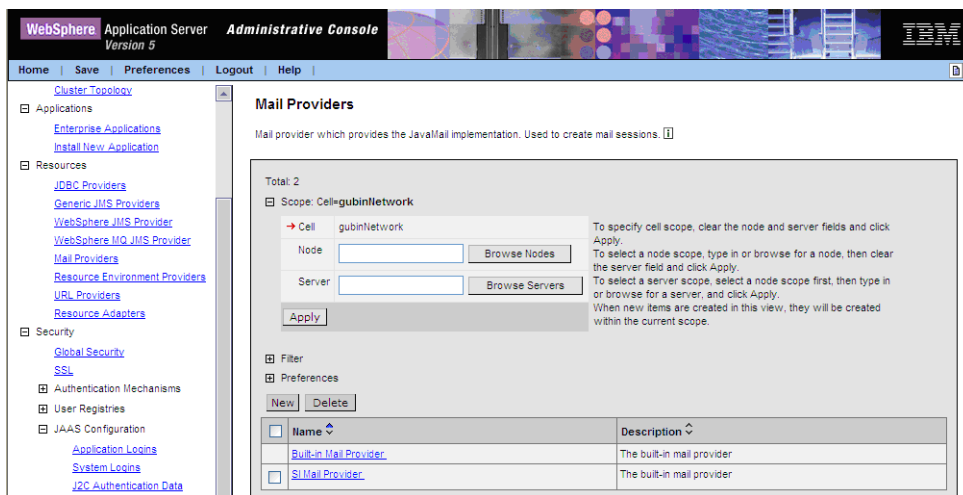 WebSphere Application Server Administrative Console
Version 5
IBM
Home | Save | Preferences | Logout | Help |
Cluster Topology
Applications
Enterprise Applications
Install New Application
Resources
JDBC Providers
Generic JMS Providers
WebSphere JMS Provider
WebSphere MQ JMS Provider
Mail Providers
Resource Environment Providers
URL Providers
Resource Adapters
Security
Global Security
SSL
Authentication Mechanisms
User Registries
JAAS Configuration
Application Logins
System Logins
J2C Authentication Data
Mail Providers
Mail provider which provides the JavaMail implementation. Used to create mail sessions. i
Total: 2
Scope: Cell=gubinNetwork
Cell gubinNetwork
Node Browse Nodes
Server Browse Servers
Apply
To specify cell scope, clear the node and server fields and click
Apply.
To select a node scope, type in or browse for a node, then clear
the server field and click Apply.
To select a server scope, select a node scope first, then type in
or browse for a server, and click Apply.
When new items are created in this view, they will be created
within the current scope.
Filter
Preferences
New Delete
Name Description
Built-in Mail Provider The built-in mail provider
SI Mail Provider The built-in mail provider